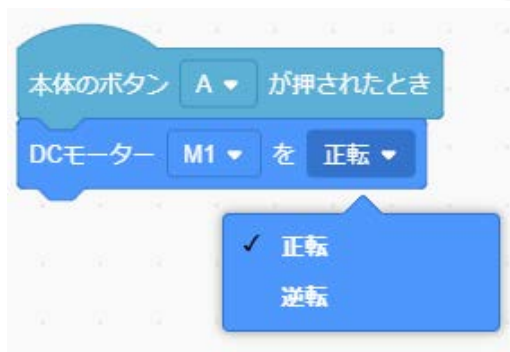 本体のボタン A が押されたとき
DCモーター M1 を 正転
✓ 正転
逆転